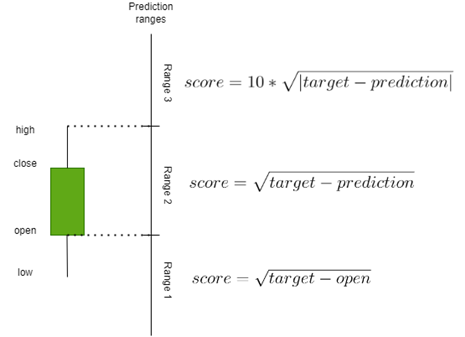 Prediction
ranges
Range 3
score = 10 * √|target − prediction|
high
close
Range 2
score = √target − prediction
open
low
Range 1
score = √target − open